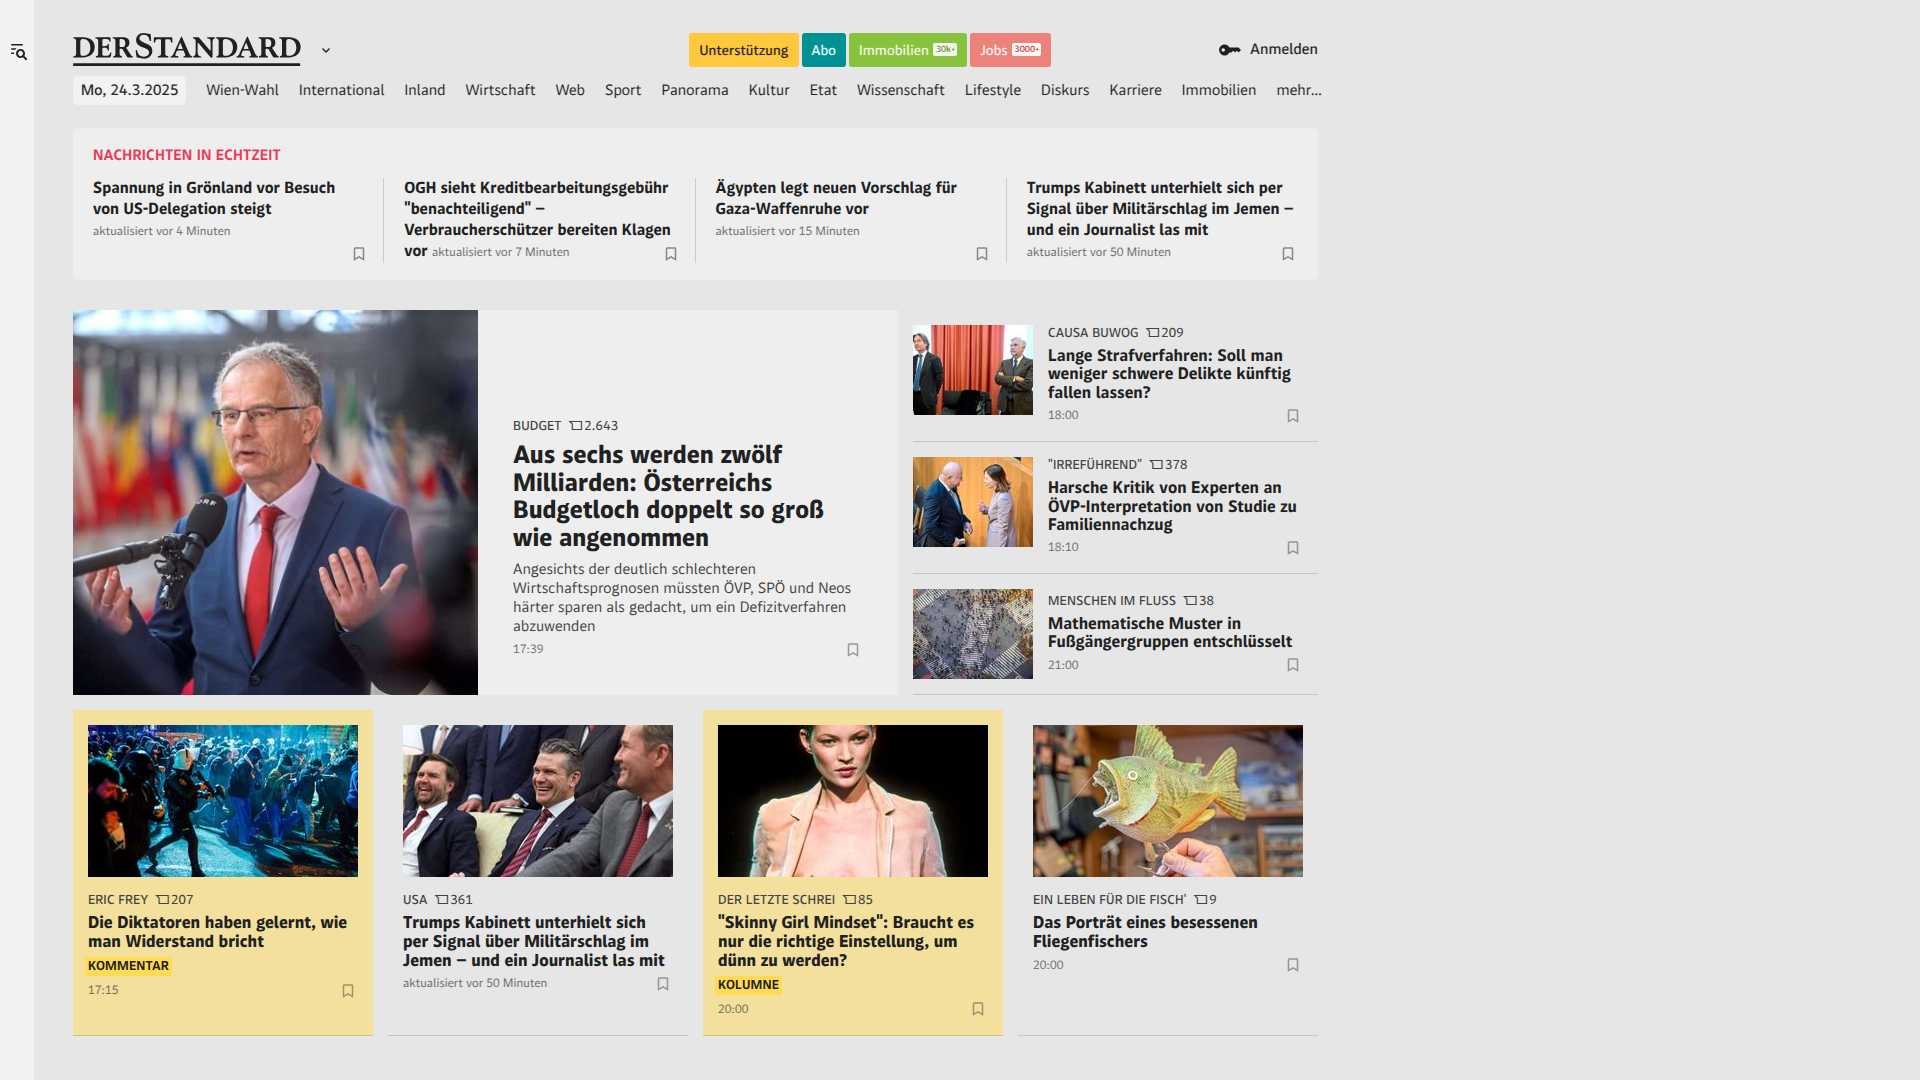 DERSTANDARD
Unterstützung
Abo
Immobilien 30k+
Jobs 3000+
Anmelden
Mo, 24.3.2025
Wien-Wahl
International
Inland
Wirtschaft
Web
Sport
Panorama
Kultur
Etat
Wissenschaft
Lifestyle
Diskurs
Karriere
Immobilien
mehr...
NACHRICHTEN IN ECHTZEIT
Spannung in Grönland vor Besuch
von US-Delegation steigt
aktualisiert vor 4 Minuten
OGH sieht Kreditbearbeitungsgebühr
"benachteiligend" –
Verbraucherschützer bereiten Klagen
vor aktualisiert vor 7 Minuten
Ägypten legt neuen Vorschlag für
Gaza-Waffenruhe vor
aktualisiert vor 15 Minuten
Trumps Kabinett unterhielt sich per
Signal über Militärschlag im Jemen –
und ein Journalist las mit
aktualisiert vor 50 Minuten
ORF
BUDGET 2.643
Aus sechs werden zwölf
Milliarden: Österreichs
Budgetloch doppelt so groß
wie angenommen
Angesichts der deutlich schlechteren
Wirtschaftsprognosen müssten ÖVP, SPÖ und Neos
härter sparen als gedacht, um ein Defizitverfahren
abzuwenden
17:39
CAUSA BUWOG 209
Lange Strafverfahren: Soll man
weniger schwere Delikte künftig
fallen lassen?
18:00
"IRREFÜHREND" 378
Harsche Kritik von Experten an
ÖVP-Interpretation von Studie zu
Familiennachzug
18:10
MENSCHEN IM FLUSS 38
Mathematische Muster in
Fußgängergruppen entschlüsselt
21:00
ERIC FREY 207
Die Diktatoren haben gelernt, wie
man Widerstand bricht
KOMMENTAR
17:15
USA 361
Trumps Kabinett unterhielt sich
per Signal über Militärschlag im
Jemen – und ein Journalist las mit
aktualisiert vor 50 Minuten
DER LETZTE SCHREI 85
"Skinny Girl Mindset": Braucht es
nur die richtige Einstellung, um
dünn zu werden?
KOLUMNE
20:00
EIN LEBEN FÜR DIE FISCH' 9
Das Porträt eines besessenen
Fliegenfischers
20:00